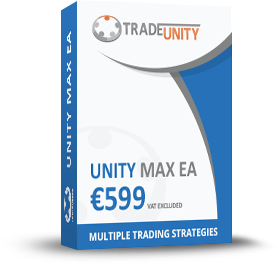 TRADEUNITY
UNITY MAX EA
UNITY MAX EA
€599 VAT EXCLUDED
MULTIPLE TRADING STRATEGIES